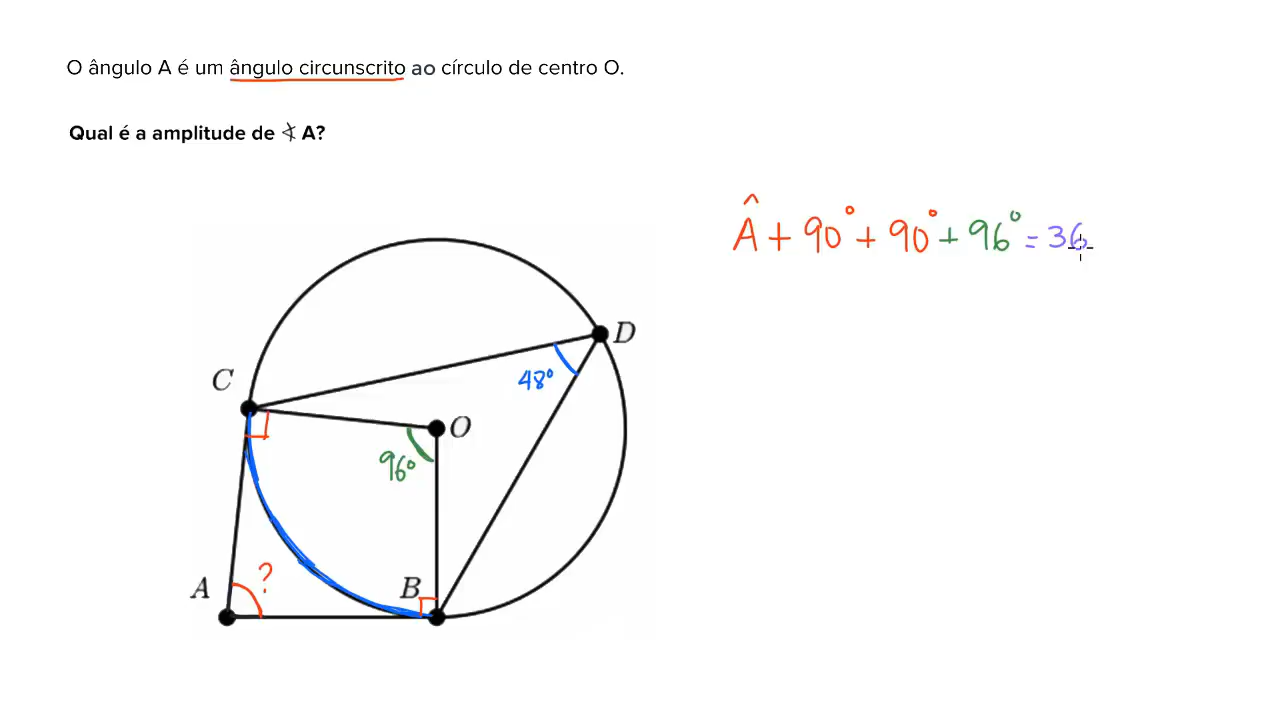 O ângulo A é um ângulo circunscrito ao círculo de centro O.
Qual é a amplitude de ∢ A?
Â + 90° + 90° + 96° = 36
D
C
48°
O
96°
?
A
B